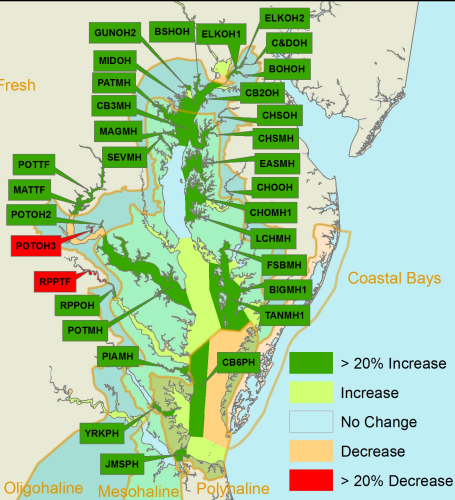 BSHOH
ELKOH2
GUNOH2
ELKOH1
C&DOH
MIDOH
BOHOH
PATMH
CB2OH
CB3MH
CHSOH
MAGMH
CHSMH
SEVMH
EASMH
POTTF
MATTF
CHOOH
POTOH2
CHOMH1
POTOH3
LCHMH
RPPTF
FSBMH
RPPOH
BIGMH1
POTMH
TANMH1
PIAMH
CB6PH
YRKPH
JMSPH
Fresh
Coastal Bays
Oligohaline
Mesohaline
Polyhaline
> 20% Increase
Increase
No Change
Decrease
> 20% Decrease